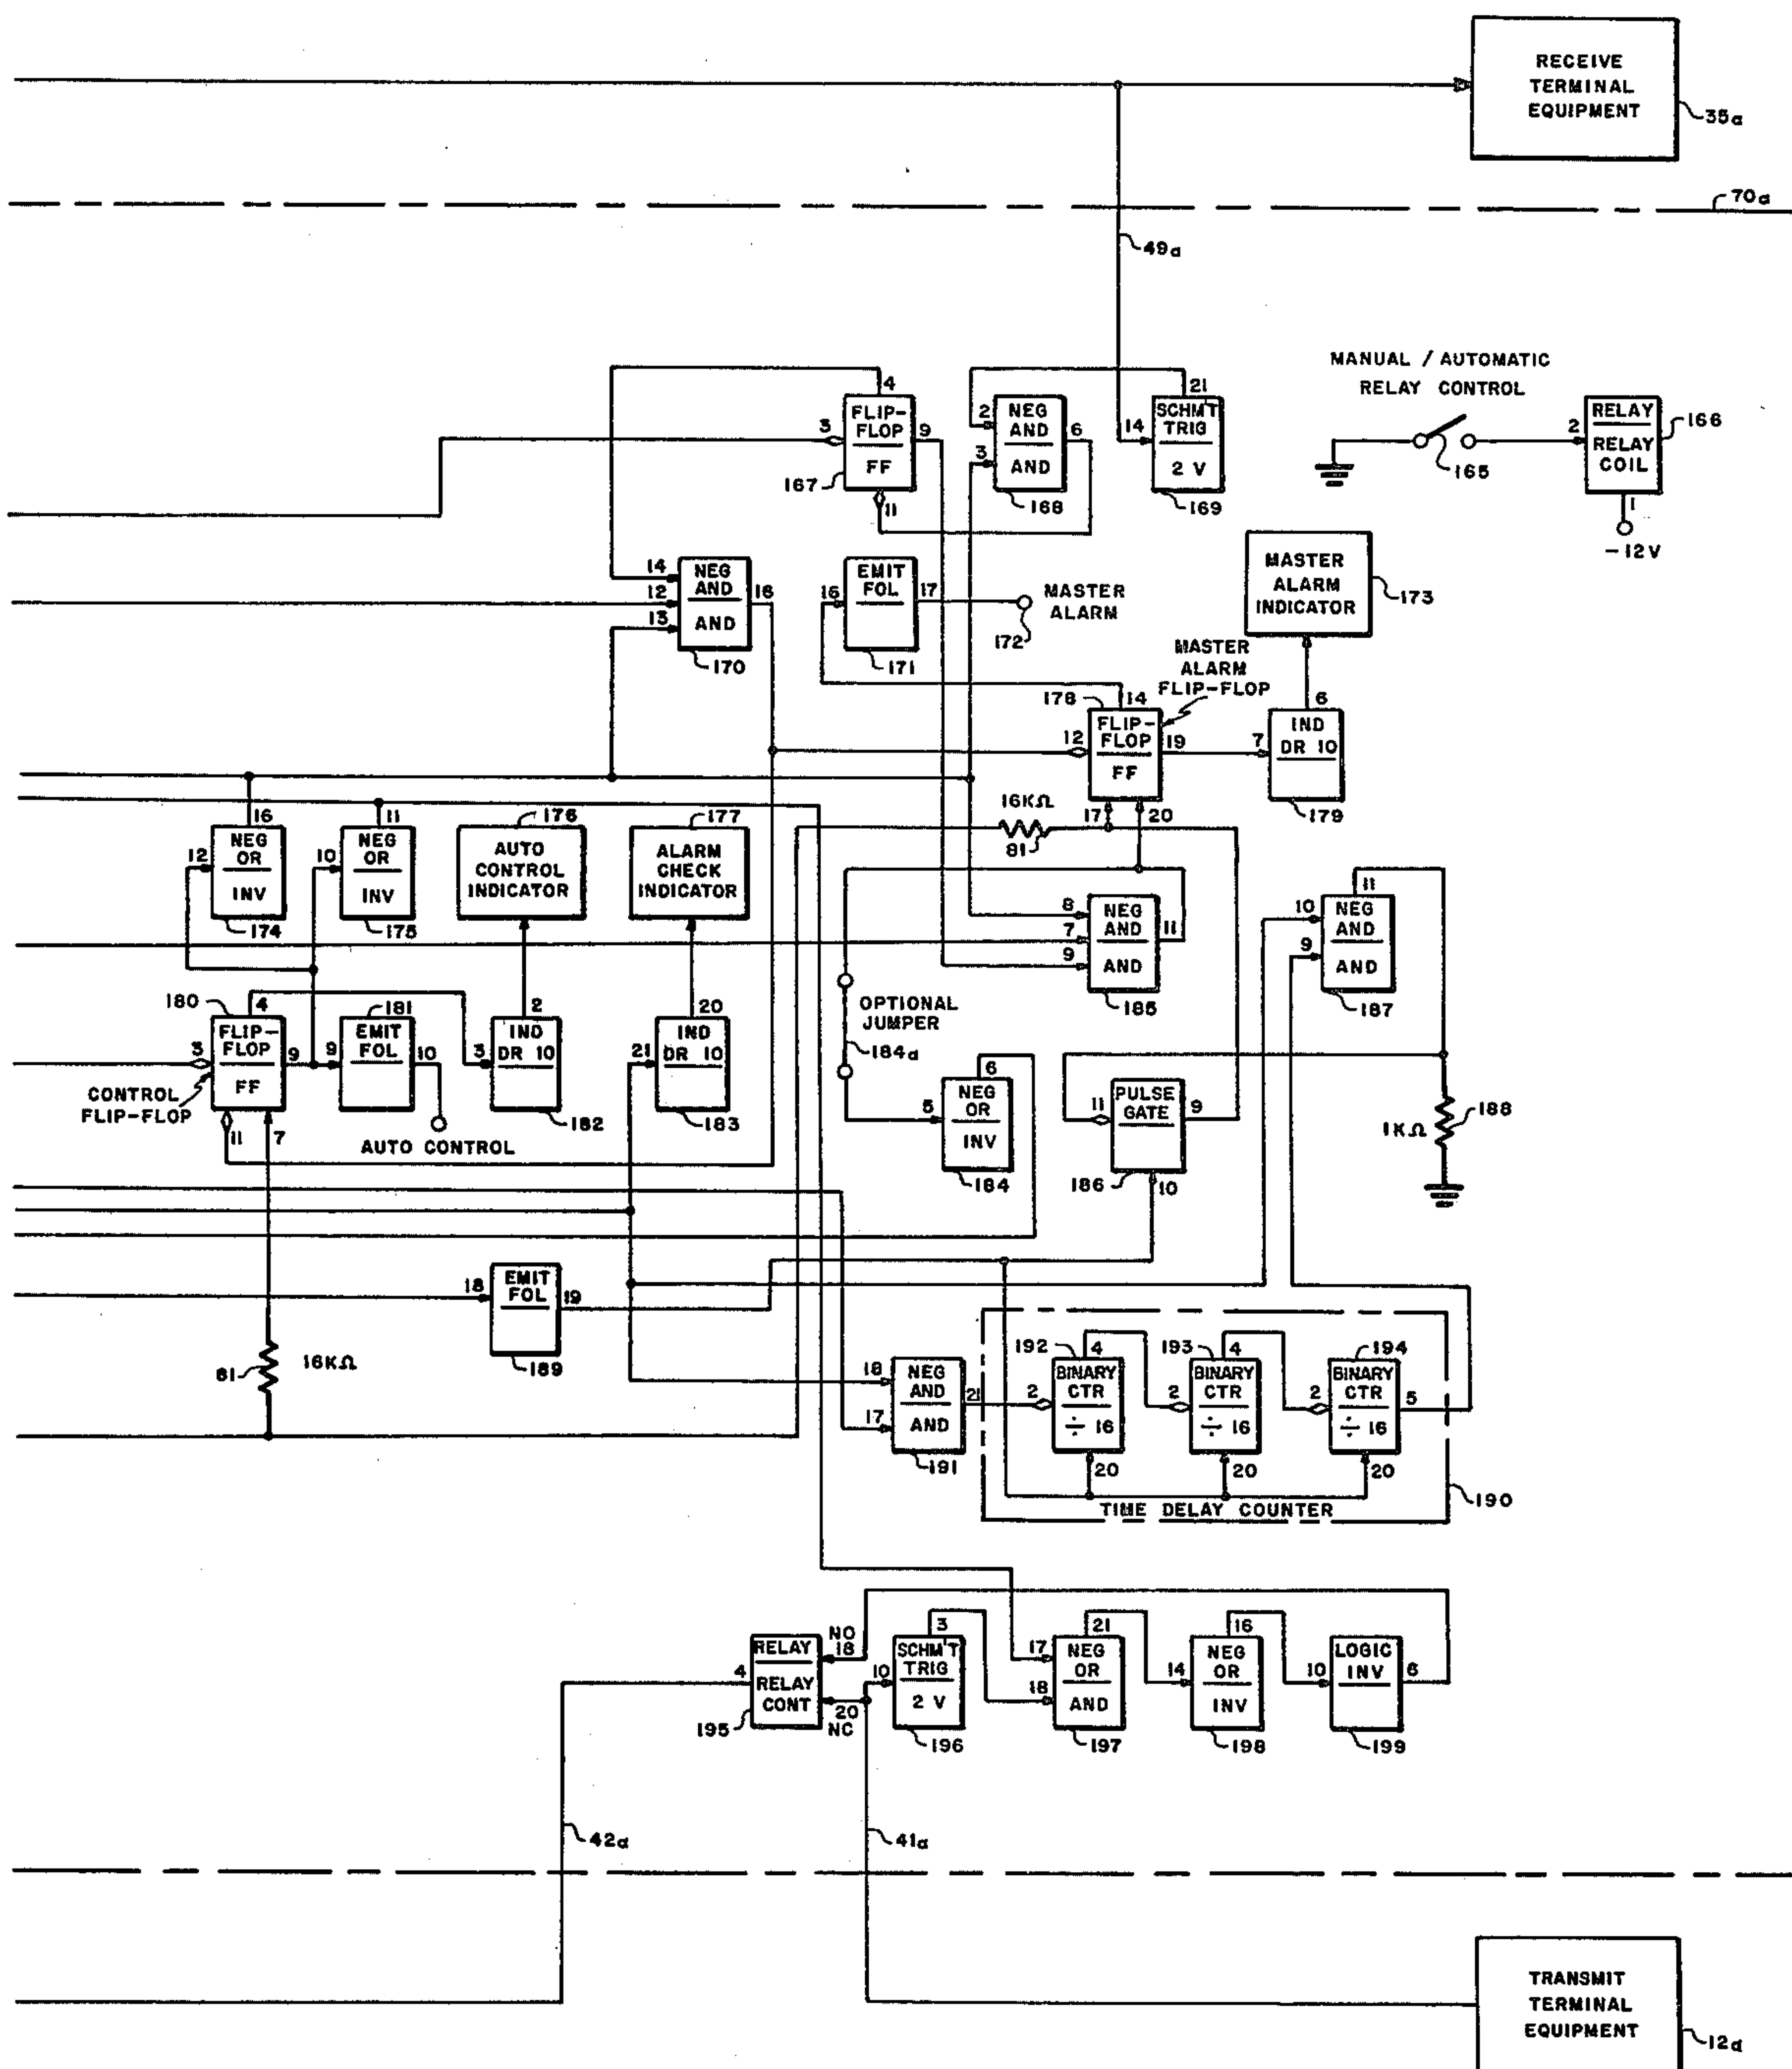 RECEIVE
TERMINAL
EQUIPMENT
35a
70a
49a
MANUAL / AUTOMATIC
RELAY CONTROL
165
2
RELAY
RELAY
COIL
166
1
-12V
4
3
FLIP-
FLOP
FF
9
167
11
2
5
NEG
AND
AND
6
168
21
14
SCHM'T
TRIG
2 V
169
14
12
13
NEG
AND
AND
16
170
16
EMIT
FOL
17
171
MASTER
ALARM
172
MASTER
ALARM
INDICATOR
173
MASTER
ALARM
FLIP-FLOP
178
14
12
FLIP-
FLOP
FF
19
17
20
6
7
IND
DR 10
179
16KΩ
81
16
12
NEG
OR
INV
174
11
10
NEG
OR
INV
175
176
AUTO
CONTROL
INDICATOR
177
ALARM
CHECK
INDICATOR
8
7
9
NEG
AND
AND
11
185
11
10
9
NEG
AND
AND
187
180
4
3
FLIP-
FLOP
FF
9
11
7
CONTROL
FLIP-FLOP
181
9
EMIT
FOL
10
AUTO CONTROL
2
3
IND
DR 10
182
20
21
IND
DR 10
183
OPTIONAL
JUMPER
184a
6
5
NEG
OR
INV
184
11
PULSE
GATE
9
186
10
1KΩ
188
18
EMIT
FOL
19
189
81
16KΩ
18
17
NEG
AND
AND
21
191
192
4
2
BINARY
CTR
÷ 16
20
193
4
2
BINARY
CTR
÷ 16
20
194
2
BINARY
CTR
÷ 16
5
20
TIME DELAY COUNTER
190
NO
18
4
RELAY
RELAY
CONT
195
20
NC
3
10
SCHM'T
TRIG
2 V
196
21
17
18
NEG
OR
AND
197
16
14
NEG
OR
INV
198
10
LOGIC
INV
6
199
42a
41a
TRANSMIT
TERMINAL
EQUIPMENT
12a